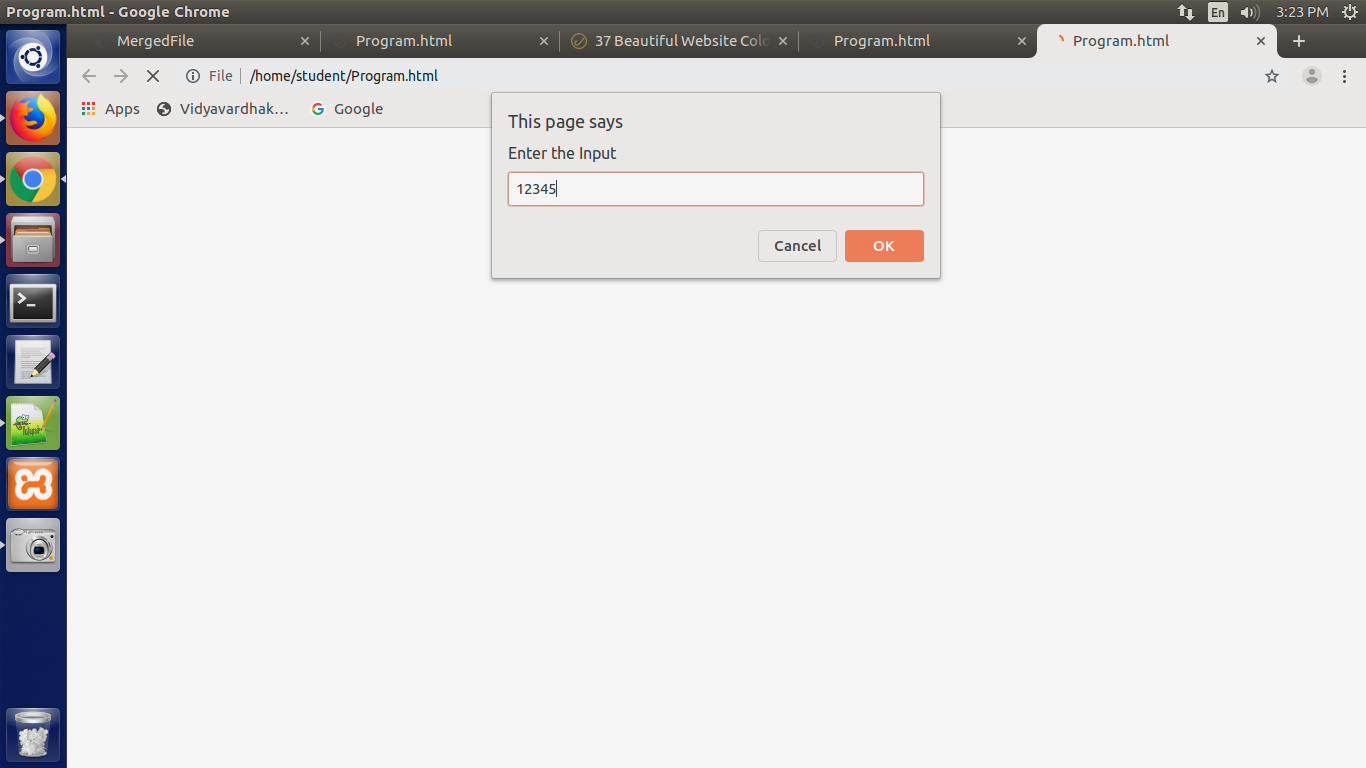 Program.html - Google Chrome
En
3:23 PM
MergedFile
Program.html
37 Beautiful Website Colo
Program.html
Program.html
File
/home/student/Program.html
Apps
Vidyavardhak...
Google
This page says
Enter the Input
12345
Cancel
OK